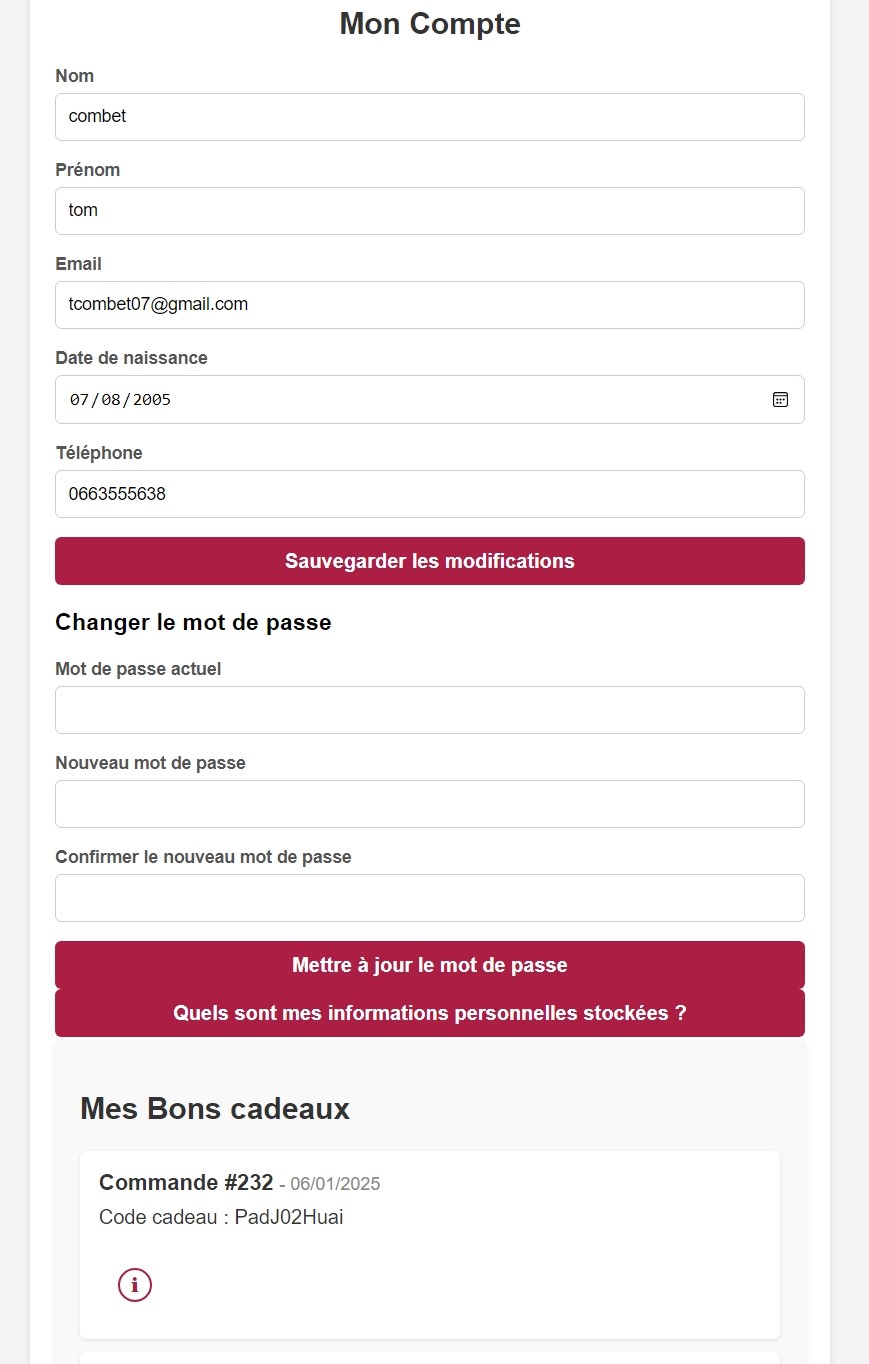 Mon Compte
Nom
combet
Prénom
tom
Email
tcombet07@gmail.com
Date de naissance
07/08/2005
Téléphone
0663555638
Sauvegarder les modifications
Changer le mot de passe
Mot de passe actuel
Nouveau mot de passe
Confirmer le nouveau mot de passe
Mettre à jour le mot de passe
Quels sont mes informations personnelles stockées ?
Mes Bons cadeaux
Commande #232 - 06/01/2025
Code cadeau : PadJ02Huai
i